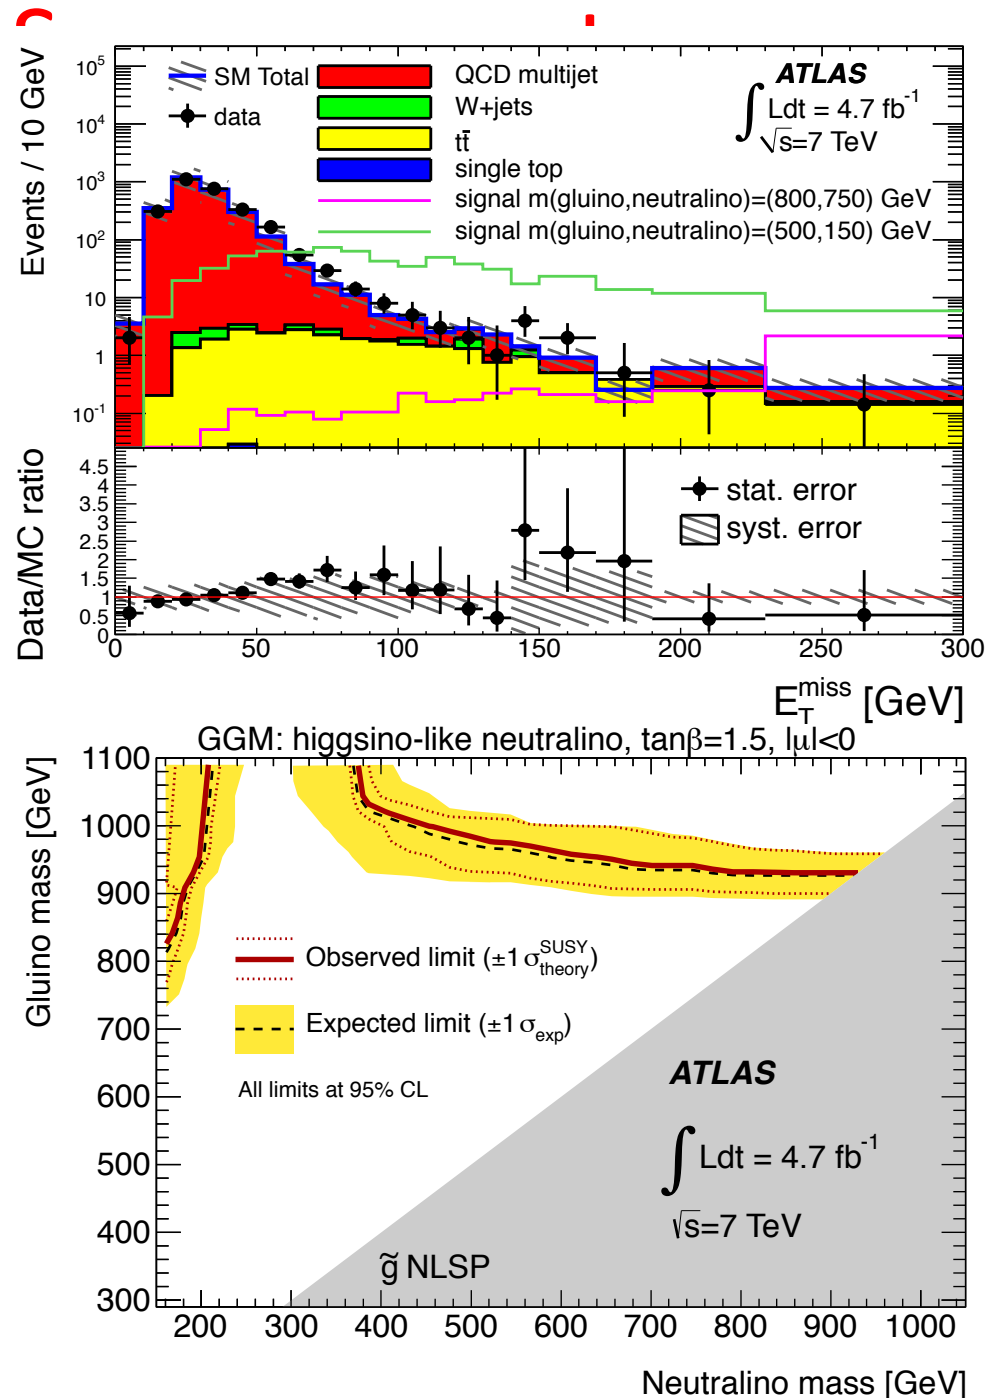 Events / 10 GeV
10^5
10^4
10^3
10^2
10
1
10^-1
SM Total
data
QCD multijet
W+jets
tt̄
single top
signal m(gluino,neutralino)=(800,750) GeV
signal m(gluino,neutralino)=(500,150) GeV
ATLAS
∫ Ldt = 4.7 fb^-1
√s=7 TeV
Data/MC ratio
4.5
4
3.5
3
2.5
2
1.5
1
0.5
0
stat. error
syst. error
0 50 100 150 200 250 300
E_T^miss [GeV]
GGM: higgsino-like neutralino, tanβ=1.5, |μ|<0
Gluino mass [GeV]
1100
1000
900
800
700
600
500
400
300
Observed limit (±1 σ_theory^SUSY)
Expected limit (±1 σ_exp)
All limits at 95% CL
ATLAS
∫ Ldt = 4.7 fb^-1
√s=7 TeV
g̃ NLSP
200 300 400 500 600 700 800 900 1000
Neutralino mass [GeV]